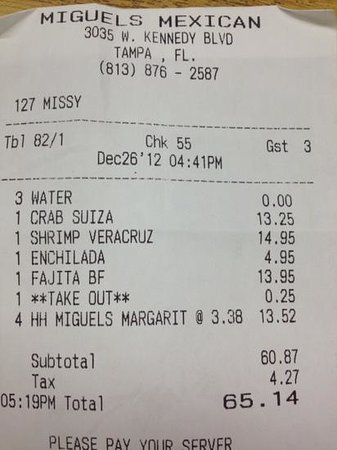 MIGUELS MEXICAN
3035 W. KENNEDY BLVD
TAMPA , FL.
(813) 876 - 2587
127 MISSY
Tbl 82/1 Chk 55 Gst 3
Dec26'12 04:41PM
3 WATER 0.00
1 CRAB SUIZA 13.25
1 SHRIMP VERACRUZ 14.95
1 ENCHILADA 4.95
1 FAJITA BF 13.95
1 **TAKE OUT** 0.25
4 HH MIGUELS MARGARIT @ 3.38 13.52
Subtotal 60.87
Tax 4.27
05:19PM Total 65.14
PLEASE PAY YOUR SERVER